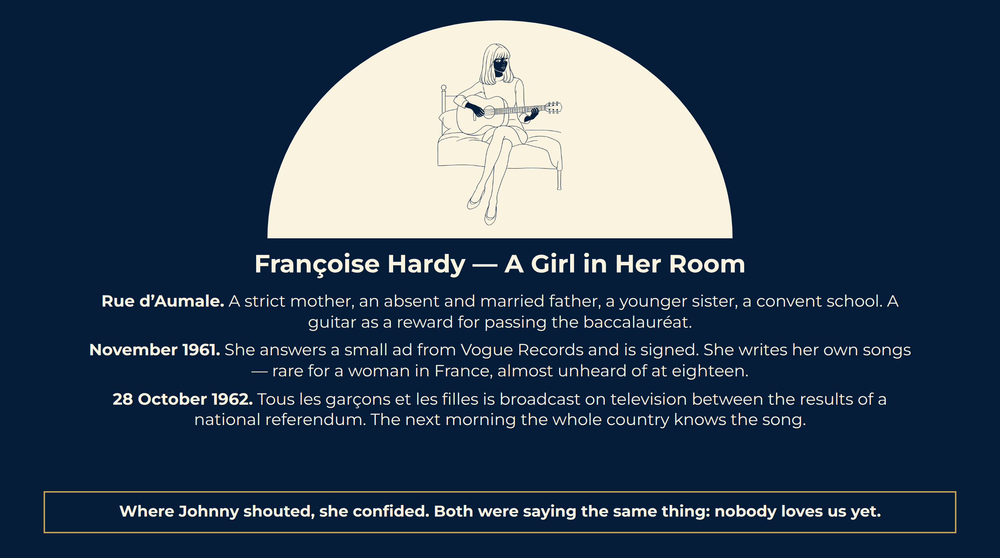 Françoise Hardy — A Girl in Her Room
Rue d’Aumale. A strict mother, an absent and married father, a younger sister, a convent school. A
guitar as a reward for passing the baccalauréat.
November 1961. She answers a small ad from Vogue Records and is signed. She writes her own songs
— rare for a woman in France, almost unheard of at eighteen.
28 October 1962. Tous les garçons et les filles is broadcast on television between the results of a
national referendum. The next morning the whole country knows the song.
Where Johnny shouted, she confided. Both were saying the same thing: nobody loves us yet.